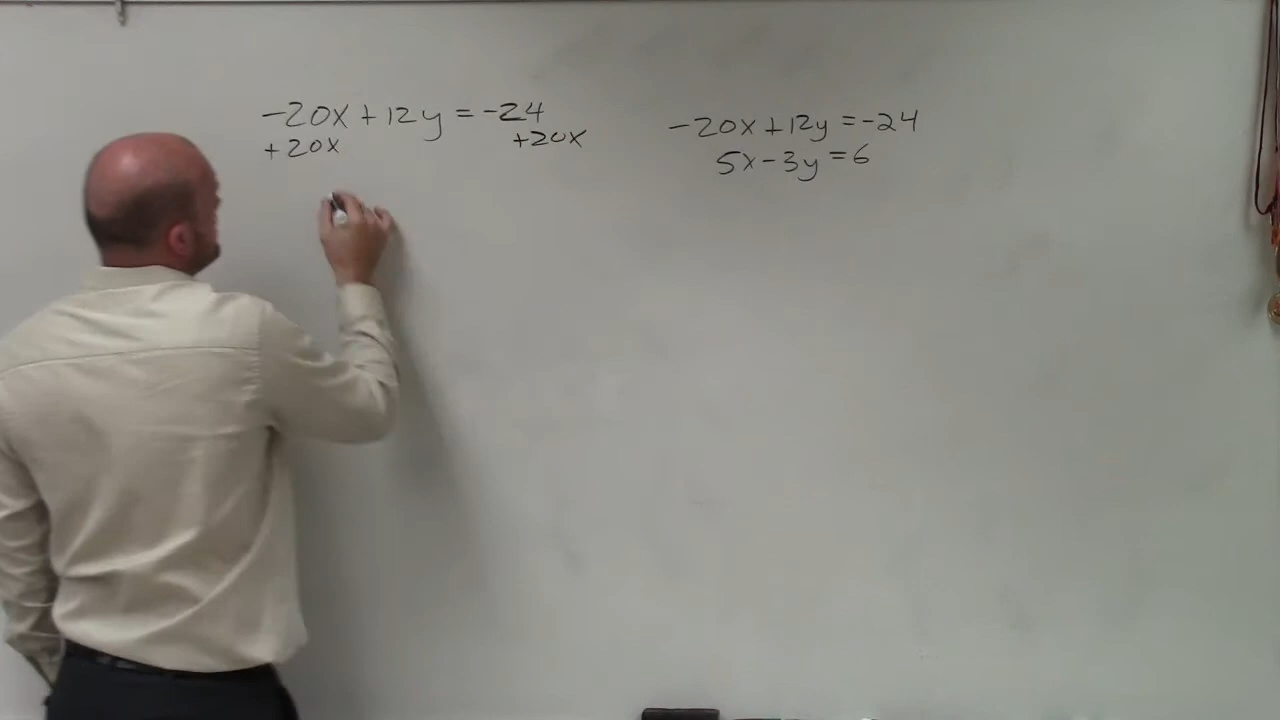 -20x + 12y = -24
+20x +20x
-20x + 12y = -24
5x - 3y = 6